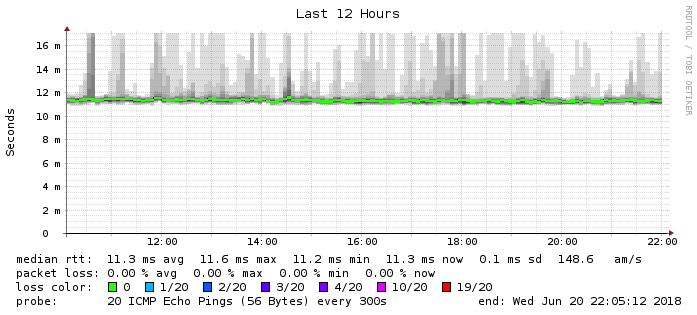 Last 12 Hours
RRDTOOL / TOBI OETIKER
Seconds
16 m
14 m
12 m
10 m
8 m
6 m
4 m
2 m
0
12:00 14:00 16:00 18:00 20:00 22:00
median rtt: 11.3 ms avg 11.6 ms max 11.2 ms min 11.3 ms now 0.1 ms sd 148.6 am/s
packet loss: 0.00 % avg 0.00 % max 0.00 % min 0.00 % now
loss color: 0 1/20 2/20 3/20 4/20 10/20 19/20
probe: 20 ICMP Echo Pings (56 Bytes) every 300s end: Wed Jun 20 22:05:12 2018